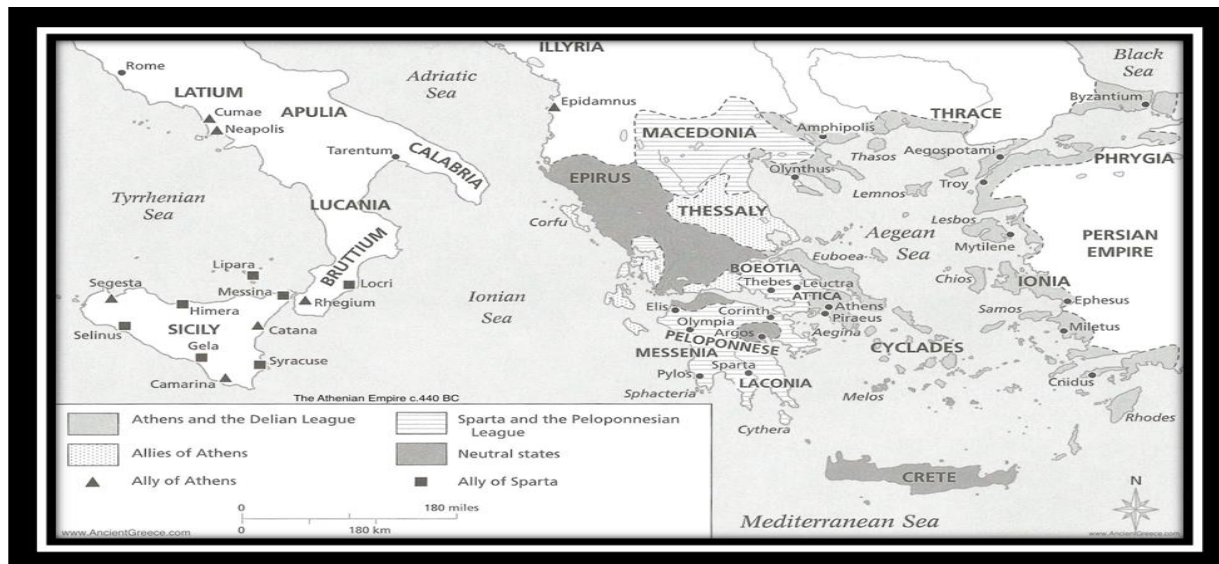 ILLYRIA
Black
Sea
Rome
Adriatic
Sea
LATIUM
Cumae
Neapolis
APULIA
Epidamnus
Byzantium
THRACE
MACEDONIA
Amphipolis
Tarentum
CALABRIA
Thasos
Aegospotami
PHRYGIA
Olynthus
EPIRUS
Troy
Tyrrhenian
Sea
LUCANIA
Lemnos
THESSALY
Corfu
Lesbos
Aegean
Sea
Mytilene
PERSIAN
EMPIRE
BRUTTIUM
Lipara
Euboea
BOEOTIA
Segesta
Messina
Locri
Thebes
Leuctra
Chios
IONIA
Himera
Rhegium
Ionian
Sea
Elis
ATTICA
Athens
Samos
Ephesus
Selinus
SICILY
Catana
Olympia
Corinth
Piraeus
Gela
Argos
Aegina
Miletus
PELOPONNESE
CYCLADES
MESSENIA
Syracuse
Camarina
Pylos
Sparta
LACONIA
Cnidus
Sphacteria
Melos
Rhodes
Cythera
CRETE
Mediterranean Sea
N
The Athenian Empire c.440 BC
Athens and the Delian League
Sparta and the Peloponnesian
League
Allies of Athens
Neutral states
Ally of Athens
Ally of Sparta
0
180 miles
0
180 km
www.AncientGreece.com
www.AncientGreece.com